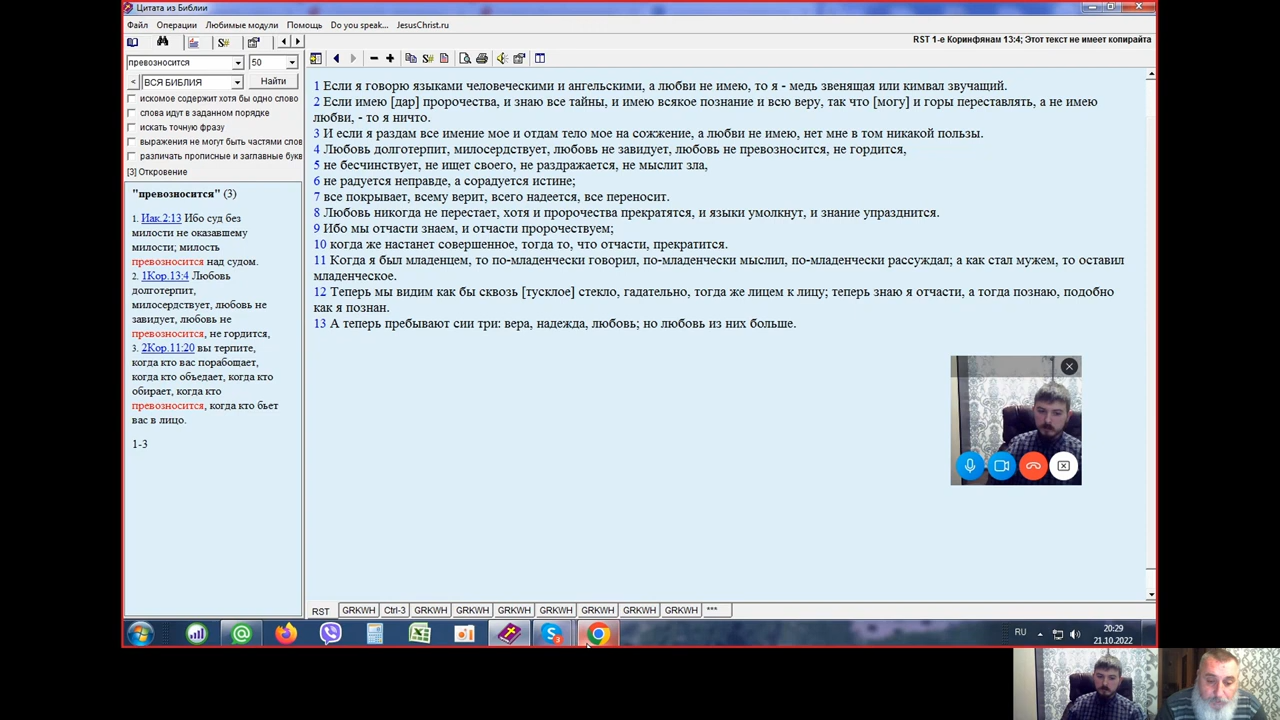 Цитата из Библии
Файл Операции Любимые модули Помощь Do you speak... JesusChrist.ru
S#
RST 1-е Коринфянам 13:4; Этот текст не имеет копирайта
превозносится 50
< ВСЯ БИБЛИЯ Найти
искомое содержит хотя бы одно слово
слова идут в заданном порядке
искать точную фразу
выражения не могут быть частями слов
различать прописные и заглавные букв
[3] Откровение
"превозносится" (3)
1. Иак.2:13 Ибо суд без
милости не оказавшему
милости; милость
превозносится над судом.
2. 1Кор.13:4 Любовь
долготерпит,
милосердствует, любовь не
завидует, любовь не
превозносится, не гордится,
3. 2Кор.11:20 вы терпите,
когда кто вас порабощает,
когда кто объедает, когда кто
обирает, когда кто
превозносится, когда кто бьет
вас в лицо.
1-3
S#
1 Если я говорю языками человеческими и ангельскими, а любви не имею, то я - медь звенящая или кимвал звучащий.
2 Если имею [дар] пророчества, и знаю все тайны, и имею всякое познание и всю веру, так что [могу] и горы переставлять, а не имею
любви, - то я ничто.
3 И если я раздам все имение мое и отдам тело мое на сожжение, а любви не имею, нет мне в том никакой пользы.
4 Любовь долготерпит, милосердствует, любовь не завидует, любовь не превозносится, не гордится,
5 не бесчинствует, не ищет своего, не раздражается, не мыслит зла,
6 не радуется неправде, а сорадуется истине;
7 все покрывает, всему верит, всего надеется, все переносит.
8 Любовь никогда не перестает, хотя и пророчества прекратятся, и языки умолкнут, и знание упразднится.
9 Ибо мы отчасти знаем, и отчасти пророчествуем;
10 когда же настанет совершенное, тогда то, что отчасти, прекратится.
11 Когда я был младенцем, то по-младенчески говорил, по-младенчески мыслил, по-младенчески рассуждал; а как стал мужем, то оставил
младенческое.
12 Теперь мы видим как бы сквозь [тусклое] стекло, гадательно, тогда же лицем к лицу; теперь знаю я отчасти, а тогда познаю, подобно
как я познан.
13 А теперь пребывают сии три: вера, надежда, любовь; но любовь из них больше.
RST GRKWH Ctrl-3 GRKWH GRKWH GRKWH GRKWH GRKWH GRKWH GRKWH ***
RU 20:29
21.10.2022